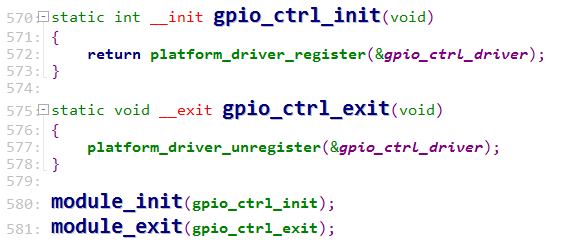 570: static int __init gpio_ctrl_init(void)
571: {
572:     return platform_driver_register(&gpio_ctrl_driver);
573: }
574:
575: static void __exit gpio_ctrl_exit(void)
576: {
577:     platform_driver_unregister(&gpio_ctrl_driver);
578: }
579:
580: module_init(gpio_ctrl_init);
581: module_exit(gpio_ctrl_exit);